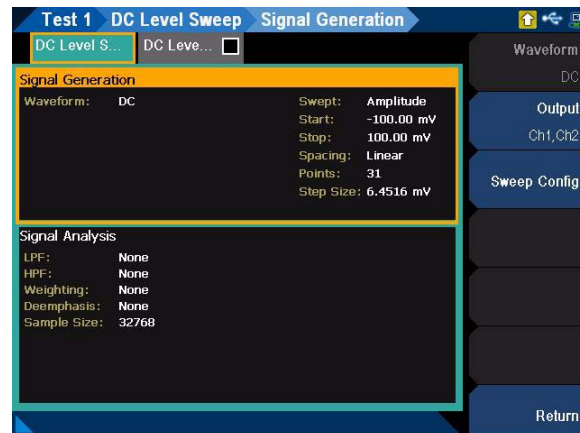 Test 1 DC Level Sweep Signal Generation
DC Level S... DC Leve...
Waveform
DC
Signal Generation
Waveform: DC
Swept: Amplitude
Start: -100.00 mV
Stop: 100.00 mV
Spacing: Linear
Points: 31
Step Size: 6.4516 mV
Output
Ch1,Ch2
Sweep Config
Signal Analysis
LPF: None
HPF: None
Weighting: None
Deemphasis: None
Sample Size: 32768
Return